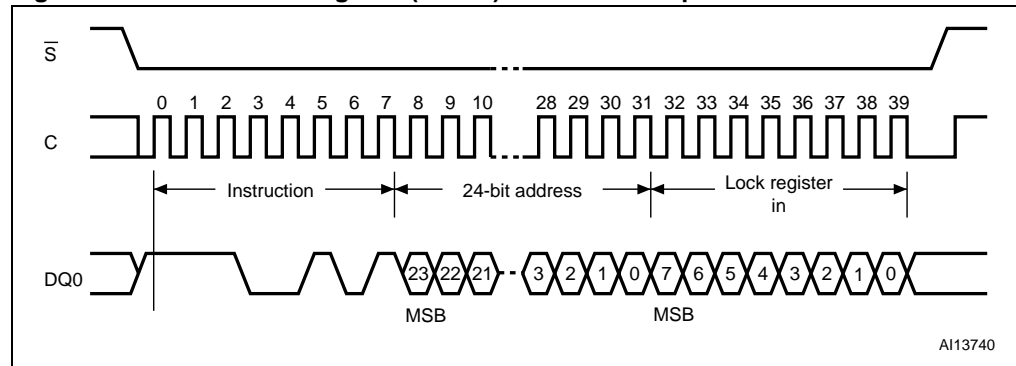 S
0 1 2 3 4 5 6 7 8 9 10 28 29 30 31 32 33 34 35 36 37 38 39
C
Instruction 24-bit address Lock register
in
DQ0 23 22 21 3 2 1 0 7 6 5 4 3 2 1 0
MSB MSB
AI13740